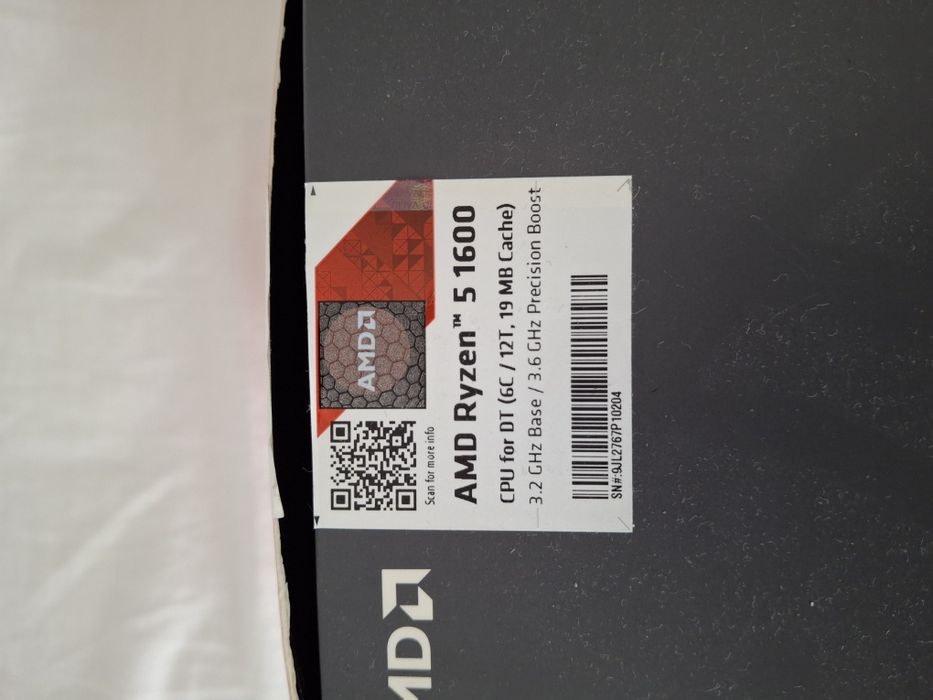 AMD
Scan for more info
AMD Ryzen™ 5 1600
CPU for DT (6C / 12T, 19 MB Cache)
3.2 GHz Base / 3.6 GHz Precision Boost
SN#:9JL2767P10204
MD